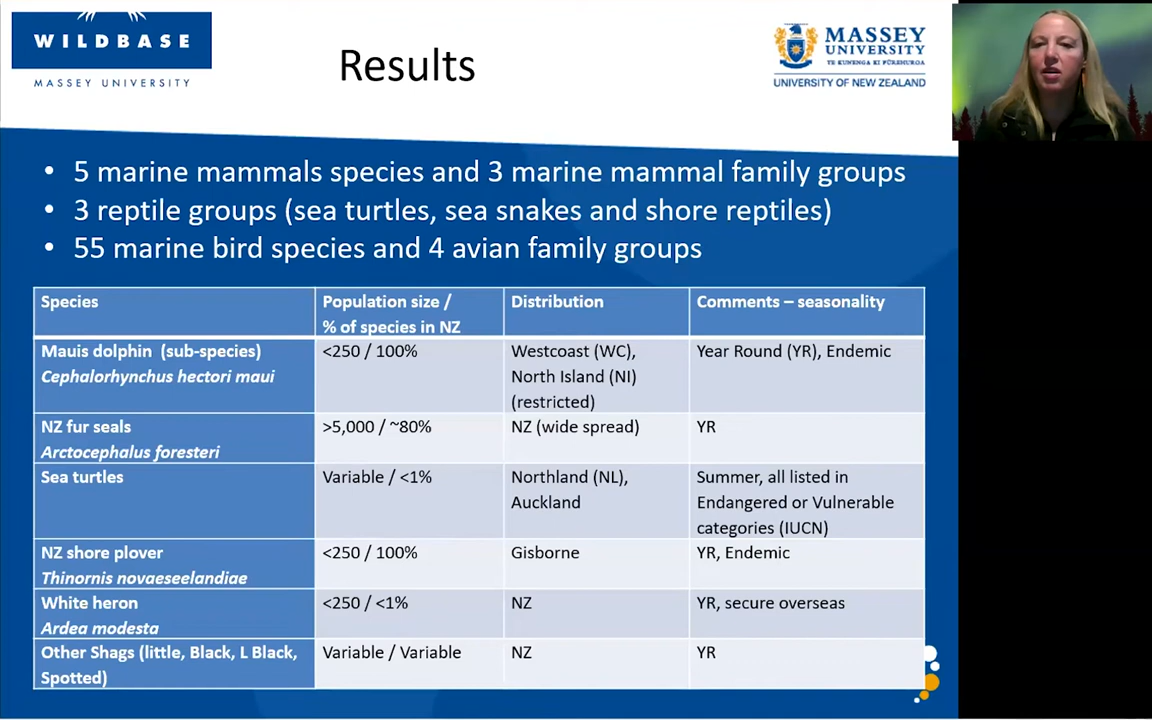 WILDBASE
MASSEY UNIVERSITY
Results
MASSEY
UNIVERSITY
TE KUNENGA KI PŪREHUROA
UNIVERSITY OF NEW ZEALAND
• 5 marine mammals species and 3 marine mammal family groups
• 3 reptile groups (sea turtles, sea snakes and shore reptiles)
• 55 marine bird species and 4 avian family groups
Species
Population size /
% of species in NZ
Distribution
Comments – seasonality
Mauis dolphin (sub-species)
Cephalorhynchus hectori maui
<250 / 100%
Westcoast (WC),
North Island (NI)
(restricted)
Year Round (YR), Endemic
NZ fur seals
Arctocephalus foresteri
>5,000 / ~80%
NZ (wide spread)
YR
Sea turtles
Variable / <1%
Northland (NL),
Auckland
Summer, all listed in
Endangered or Vulnerable
categories (IUCN)
NZ shore plover
Thinornis novaeseelandiae
<250 / 100%
Gisborne
YR, Endemic
White heron
Ardea modesta
<250 / <1%
NZ
YR, secure overseas
Other Shags (little, Black, L Black,
Spotted)
Variable / Variable
NZ
YR